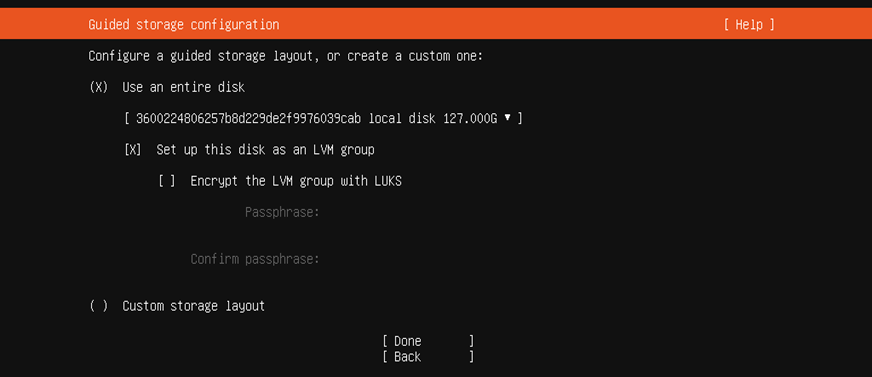 Guided storage configuration [ Help ]
Configure a guided storage layout, or create a custom one:
(X) Use an entire disk
[ 3600224806257b8d229de2f9976039cab local disk 127.000G ▼ ]
[X] Set up this disk as an LVM group
[ ] Encrypt the LVM group with LUKS
Passphrase:
Confirm passphrase:
( ) Custom storage layout
[ Done ]
[ Back ]